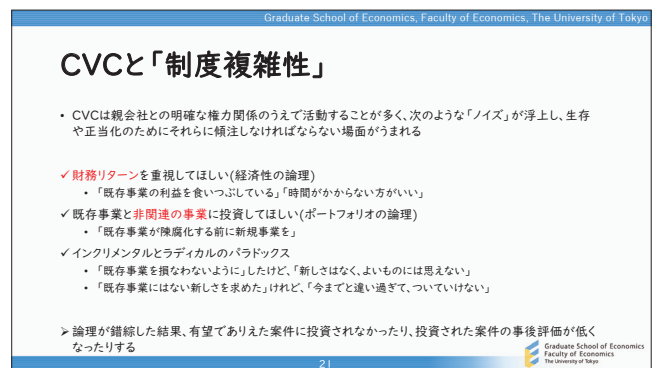 Graduate School of Economics, Faculty of Economics, The University of Tokyo
CVCと「制度複雑性」
• CVCは親会社との明確な権力関係のうえで活動することが多く、次のような「ノイズ」が浮上し、生存
や正当化のためにそれらに傾注しなければならない場面がうまれる
✓財務リターンを重視してほしい(経済性の論理)
• 「既存事業の利益を食いつぶしている」「時間がかからない方がいい」
✓既存事業と非関連の事業に投資してほしい(ポートフォリオの論理)
• 「既存事業が陳腐化する前に新規事業を」
✓インクリメンタルとラディカルのパラドックス
• 「既存事業を損なわないように」したけど、「新しさはなく、よいものには思えない」
• 「既存事業にはない新しさを求めた」けれど、「今までと違い過ぎて、ついていけない」
➢論理が錯綜した結果、有望でありえた案件に投資されなかったり、投資された案件の事後評価が低く
なったりする
21
Graduate School of Economics
Faculty of Economics
The University of Tokyo